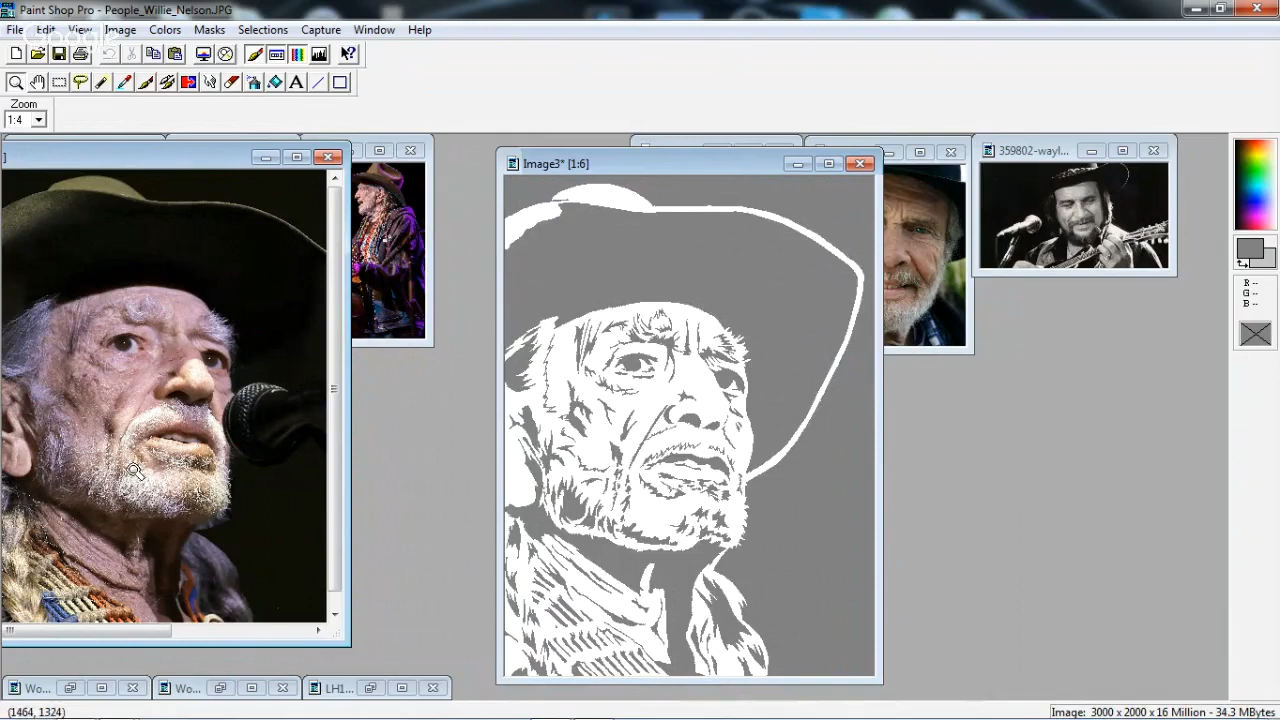 Paint Shop Pro - People_Willie_Nelson.JPG
File Edit View Image Colors Masks Selections Capture Window Help
Google
Zoom
1:4
]
Image3* [1:6]
359802-wayl...
R --
G --
B --
Wo...
Wo...
LH1...
(1464, 1324)
Image: 3000 x 2000 x 16 Million - 34.3 MBytes